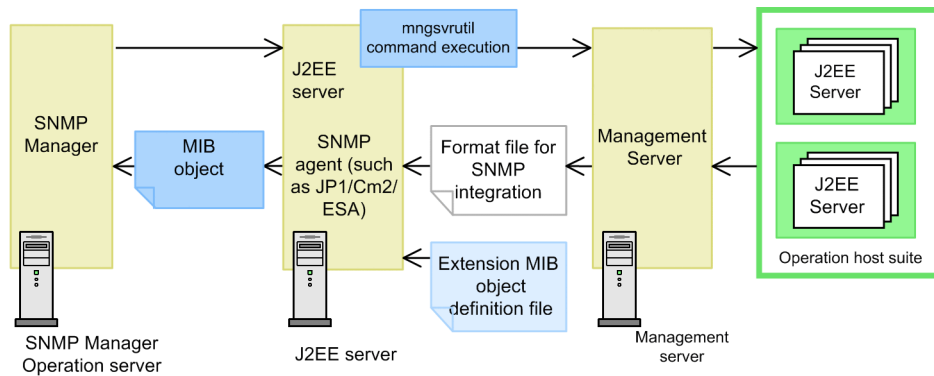 mngsvrutil
command execution
J2EE
server
J2EE
Server
SNMP
Manager
MIB
object
SNMP
agent (such
as JP1/Cm2/
ESA)
Format file for
SNMP
integration
Management
Server
J2EE
Server
Operation host suite
Extension MIB
object
definition file
SNMP Manager
Operation server
J2EE server
Management
server